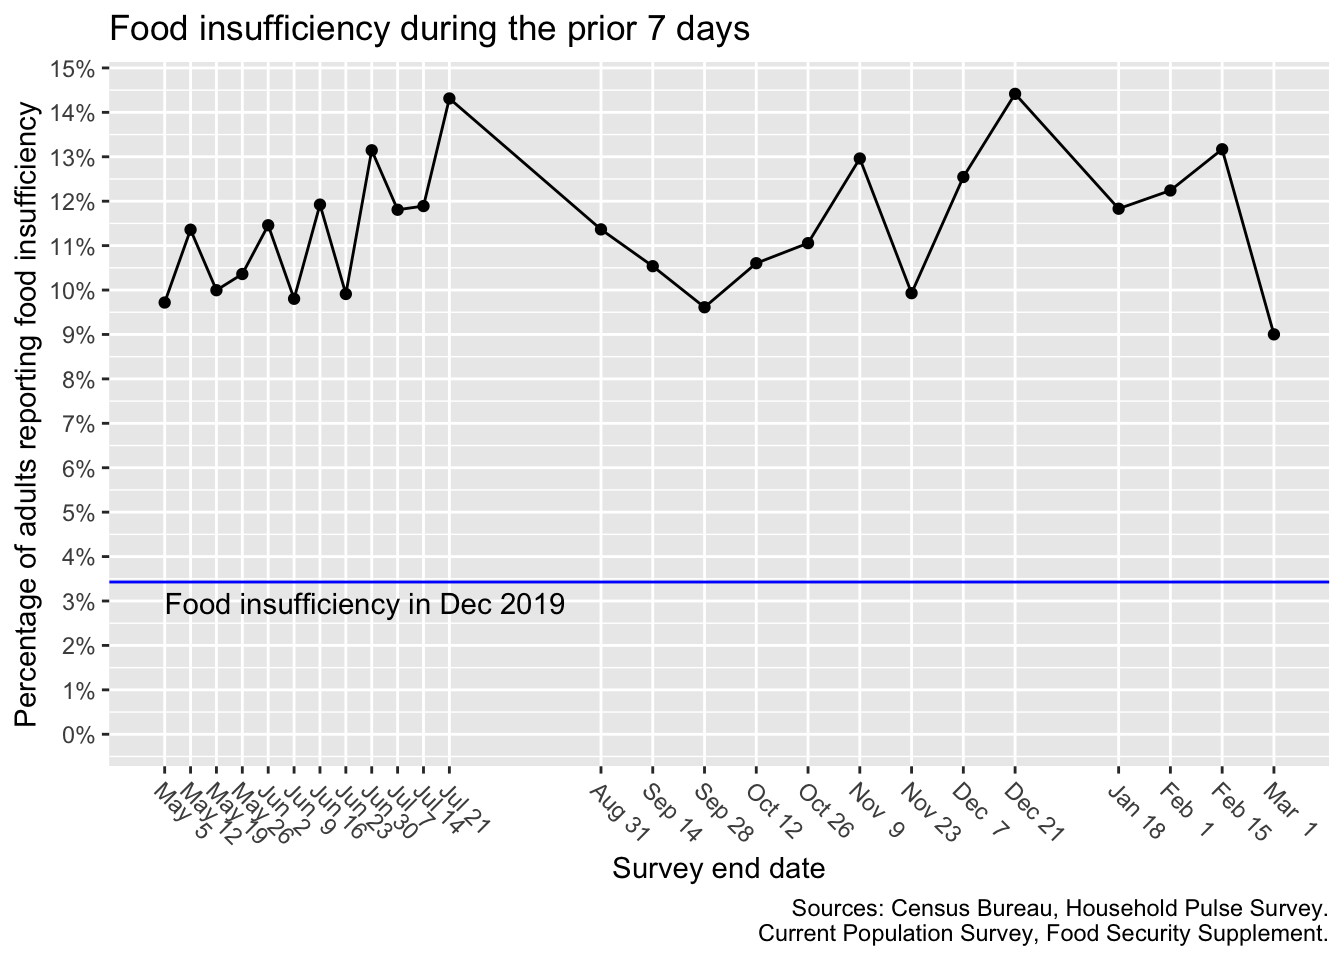 Food insufficiency during the prior 7 days
Percentage of adults reporting food insufficiency
15%
14%
13%
12%
11%
10%
9%
8%
7%
6%
5%
4%
3%
2%
1%
0%
Food insufficiency in Dec 2019
May 5
May 12
May 19
May 26
Jun 2
Jun 9
Jun 16
Jun 23
Jun 30
Jul 7
Jul 14
Jul 21
Aug 31
Sep 14
Sep 28
Oct 12
Oct 26
Nov 9
Nov 23
Dec 7
Dec 21
Jan 18
Feb 1
Feb 15
Mar 1
Survey end date
Sources: Census Bureau, Household Pulse Survey.
Current Population Survey, Food Security Supplement.